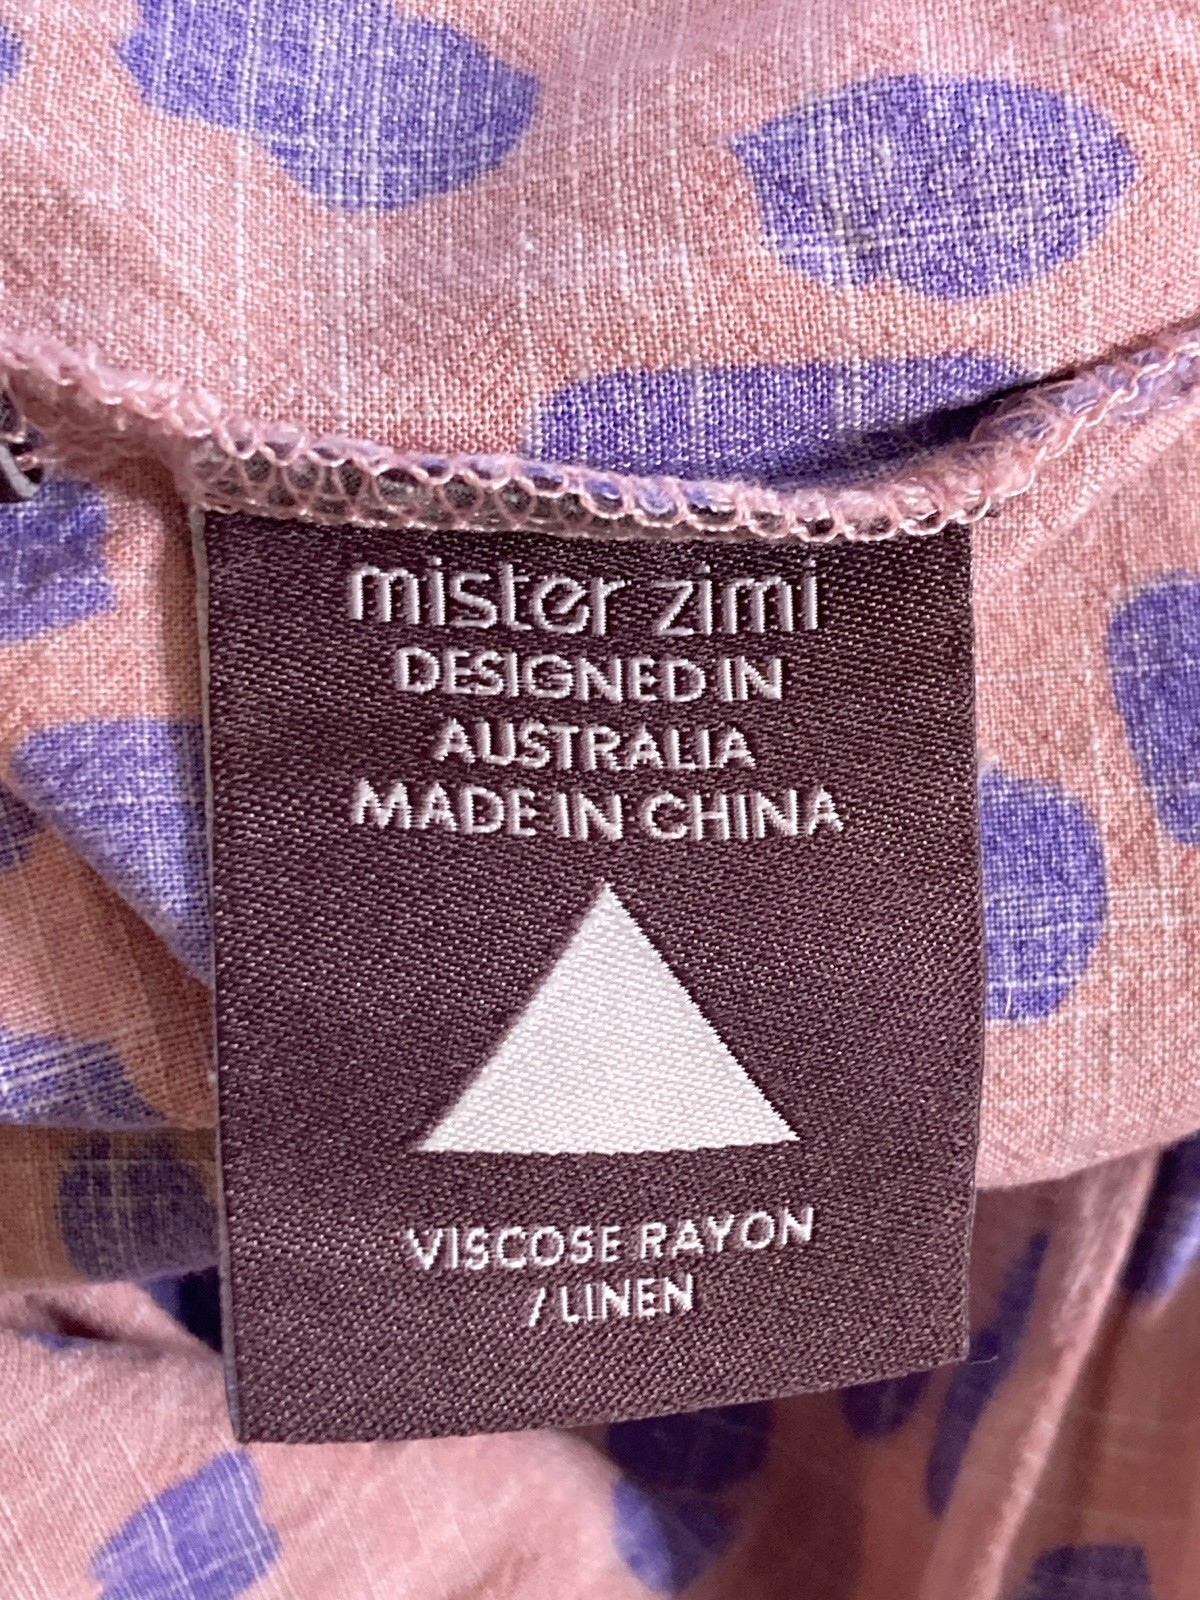 mister zimi
DESIGNED IN
AUSTRALIA
MADE IN CHINA
VISCOSE RAYON
/LINEN